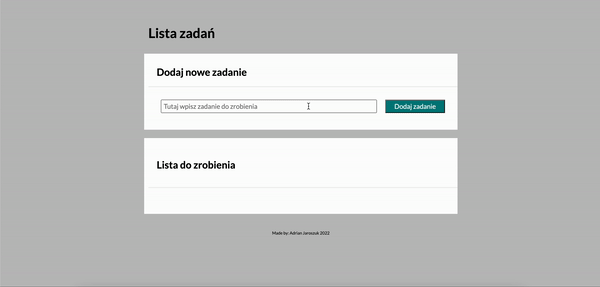 Lista zadań
Dodaj nowe zadanie
Tutaj wpisz zadanie do zrobienia
Dodaj zadanie
Lista do zrobienia
Made by: Adrian Jaroszuk 2022